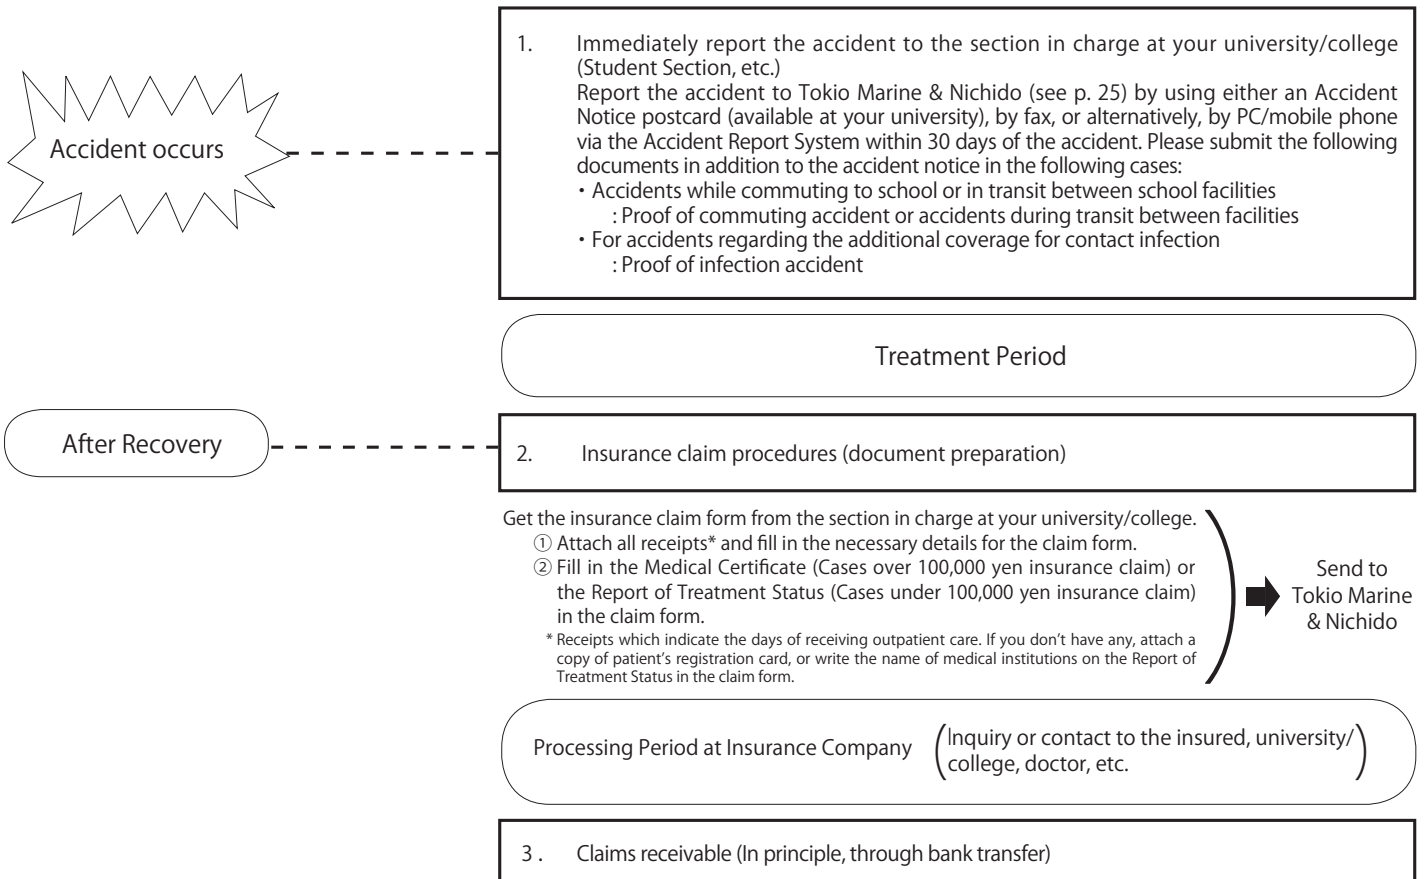 Accident occurs
1. Immediately report the accident to the section in charge at your university/college
(Student Section, etc.)
Report the accident to Tokio Marine & Nichido (see p. 25) by using either an Accident
Notice postcard (available at your university), by fax, or alternatively, by PC/mobile phone
via the Accident Report System within 30 days of the accident. Please submit the following
documents in addition to the accident notice in the following cases:
・Accidents while commuting to school or in transit between school facilities
: Proof of commuting accident or accidents during transit between facilities
・For accidents regarding the additional coverage for contact infection
: Proof of infection accident
Treatment Period
After Recovery
2. Insurance claim procedures (document preparation)
Get the insurance claim form from the section in charge at your university/college.
① Attach all receipts* and fill in the necessary details for the claim form.
② Fill in the Medical Certificate (Cases over 100,000 yen insurance claim) or
the Report of Treatment Status (Cases under 100,000 yen insurance claim)
in the claim form.
* Receipts which indicate the days of receiving outpatient care. If you don't have any, attach a
copy of patient's registration card, or write the name of medical institutions on the Report of
Treatment Status in the claim form.
Send to
Tokio Marine
& Nichido
Processing Period at Insurance Company
(Inquiry or contact to the insured, university/
college, doctor, etc.)
3 . Claims receivable (In principle, through bank transfer)